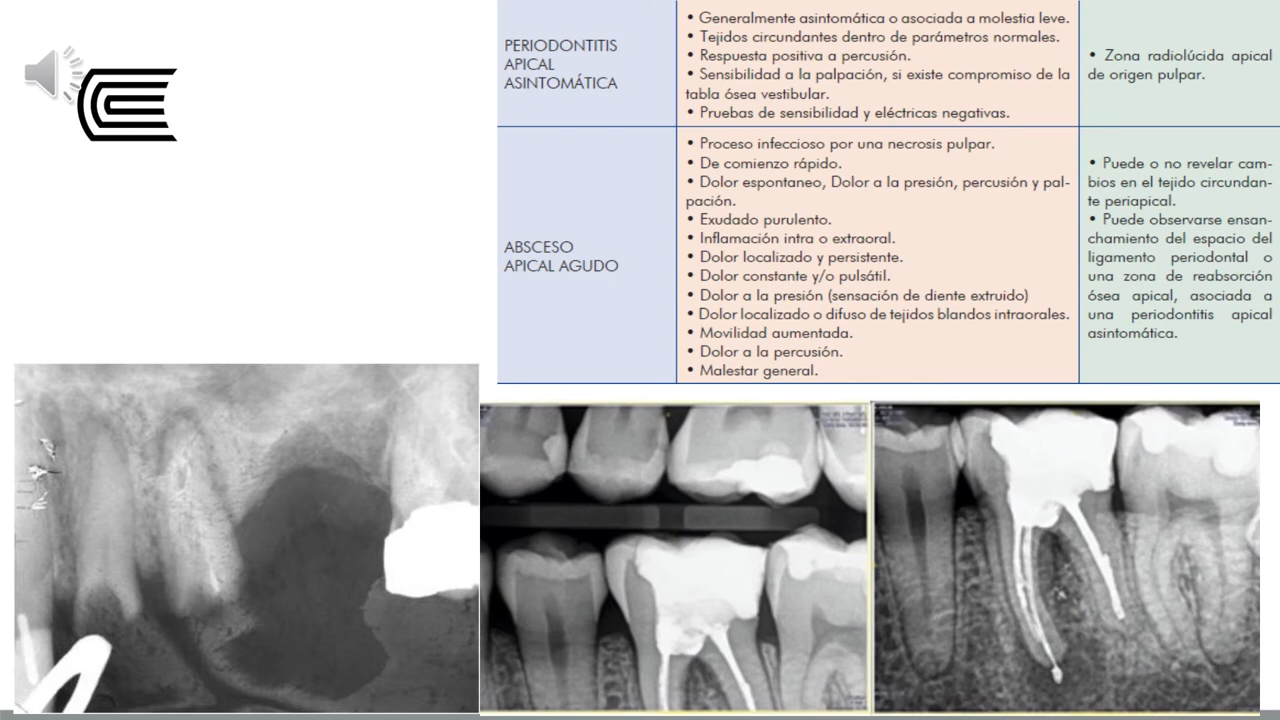 PERIODONTITIS
APICAL
ASINTOMÁTICA
• Generalmente asintomática o asociada a molestia leve.
• Tejidos circundantes dentro de parámetros normales.
• Respuesta positiva a percusión.
• Sensibilidad a la palpación, si existe compromiso de la
tabla ósea vestibular.
• Pruebas de sensibilidad y eléctricas negativas.
• Zona radiolúcida apical
de origen pulpar.
ABSCESO
APICAL AGUDO
• Proceso infeccioso por una necrosis pulpar.
• De comienzo rápido.
• Dolor espontaneo, Dolor a la presión, percusión y pal-
pación.
• Exudado purulento.
• Inflamación intra o extraoral.
• Dolor localizado y persistente.
• Dolor constante y/o pulsátil.
• Dolor a la presión (sensación de diente extruido)
• Dolor localizado o difuso de tejidos blandos intraorales.
• Movilidad aumentada.
• Dolor a la percusión.
• Malestar general.
• Puede o no revelar cam-
bios en el tejido circundan-
te periapical.
• Puede observarse ensan-
chamiento del espacio del
ligamento periodontal o
una zona de reabsorción
ósea apical, asociada a
una periodontitis apical
asintomática.